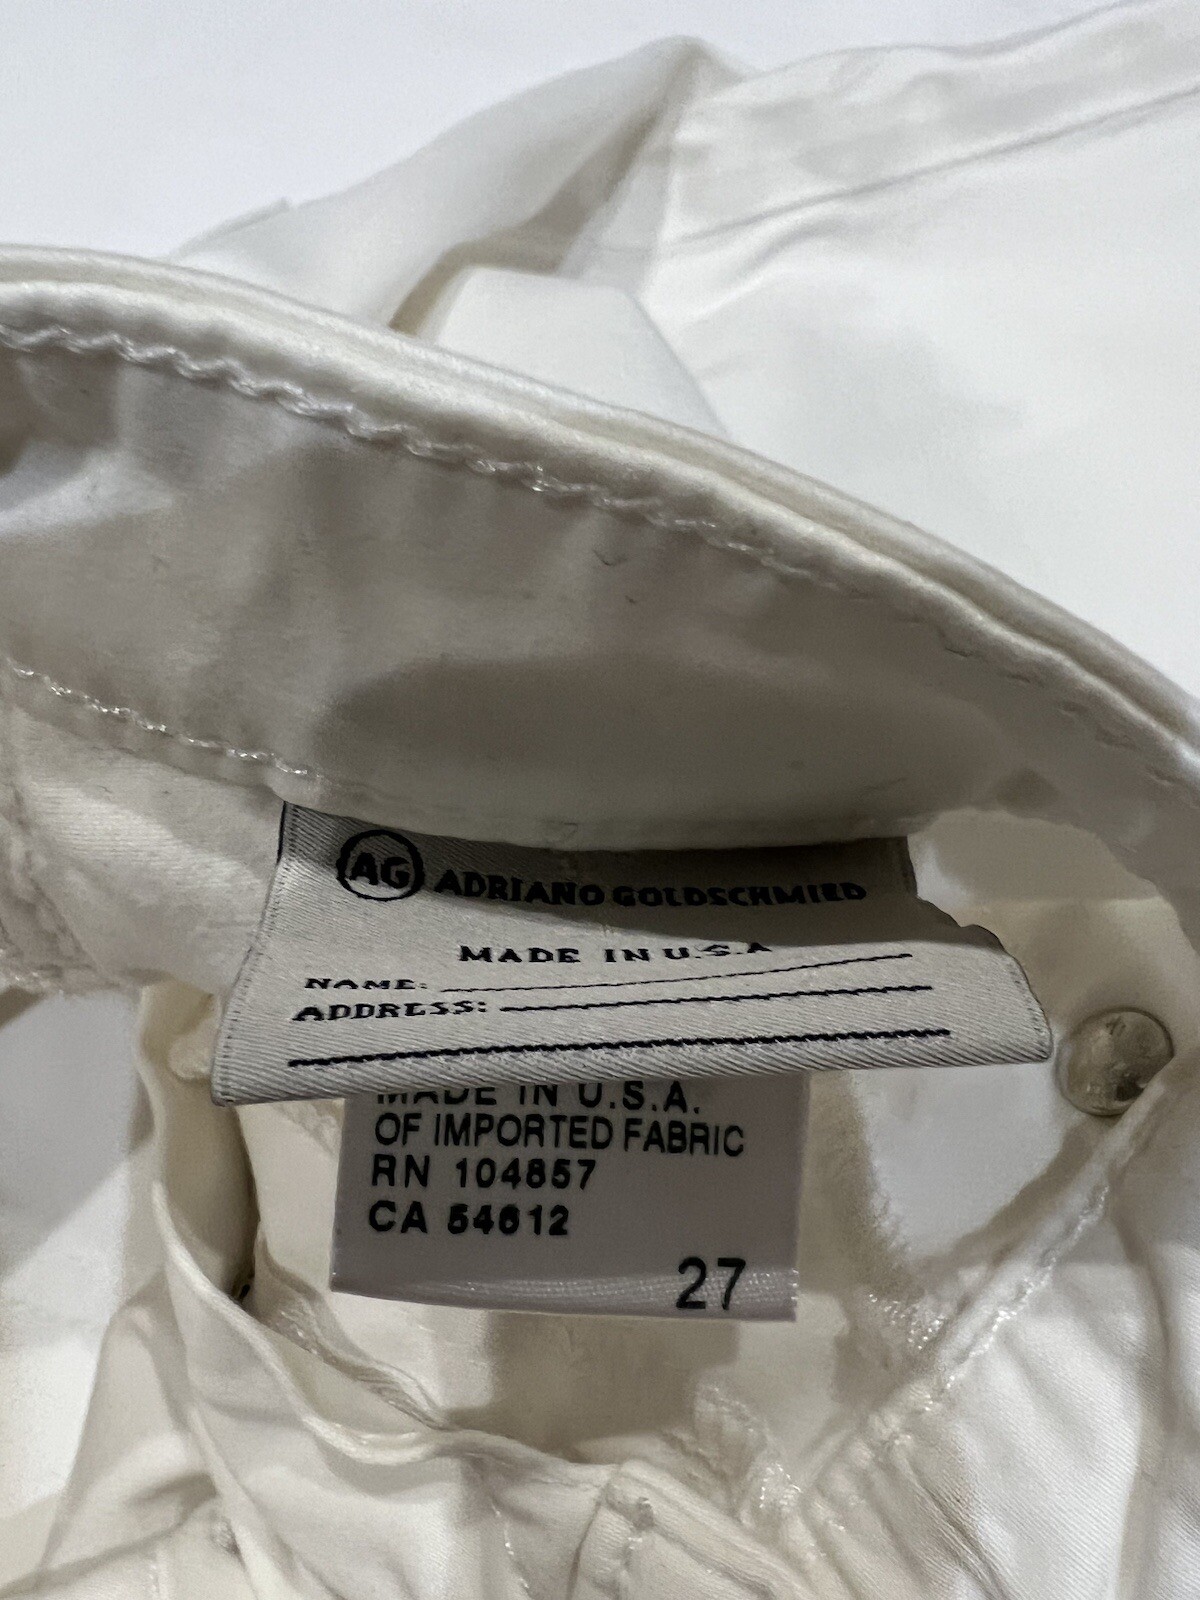 AG ADRIANO GOLDSCHMIED
MADE IN U.S.A
NAME:
ADDRESS:
MADE IN U.S.A.
OF IMPORTED FABRIC
RN 104857
CA 54612
27